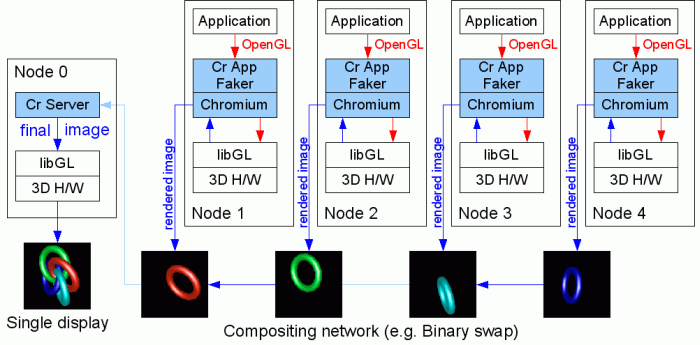 Node 0
Cr Server
final image
libGL
3D H/W
Single display
Application
OpenGL
Cr App
Faker
Chromium
libGL
3D H/W
Node 1
rendered image
Application
OpenGL
Cr App
Faker
Chromium
libGL
3D H/W
Node 2
rendered image
Application
OpenGL
Cr App
Faker
Chromium
libGL
3D H/W
Node 3
rendered image
Application
OpenGL
Cr App
Faker
Chromium
libGL
3D H/W
Node 4
rendered image
Compositing network (e.g. Binary swap)